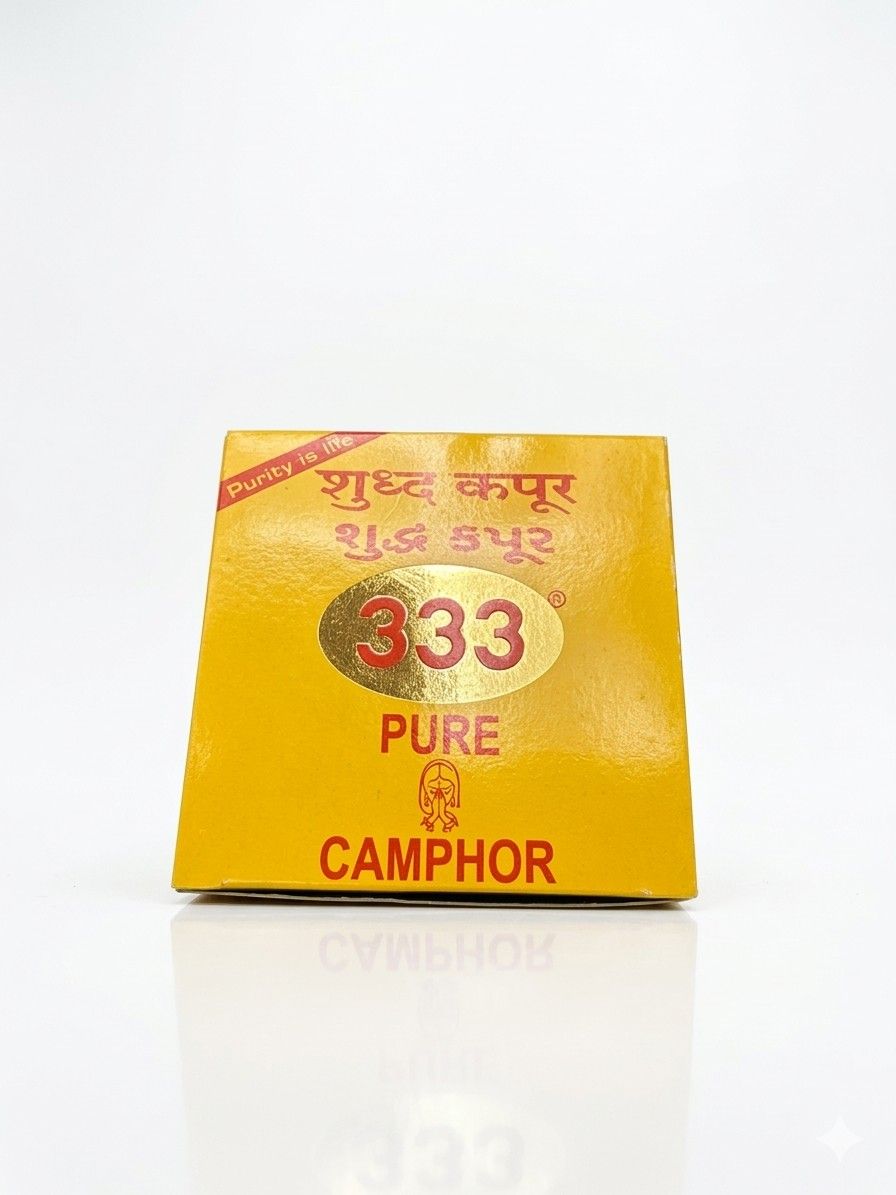 Purity is life
शुध्द कपूर
શુદ્ધ કપૂર
333
®
PURE
CAMPHOR